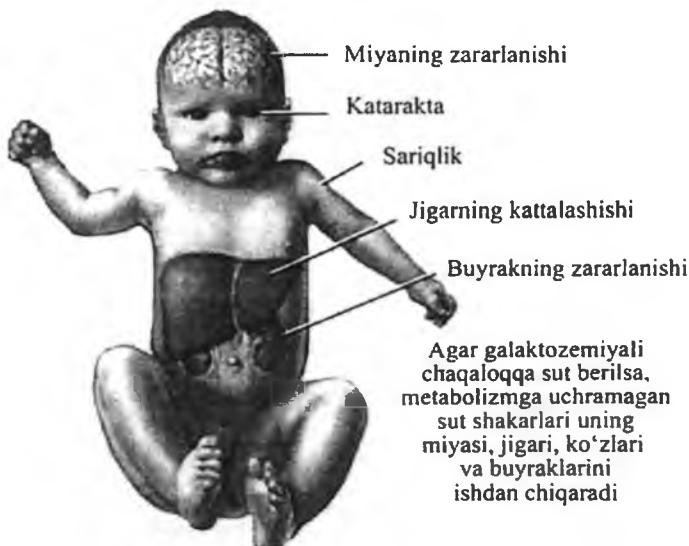 Miyaning zararlanishi
Katarakta
Sariqlik
Jigarning kattalashishi
Buyrakning zararlanishi
Agar galaktozemiyali
chaqaloqqa sut berilsa,
metabolizmga uchramagan
sut shakarlari uning
miyasi, jigari, ko‘zlari
va buyraklarini
ishdan chiqaradi